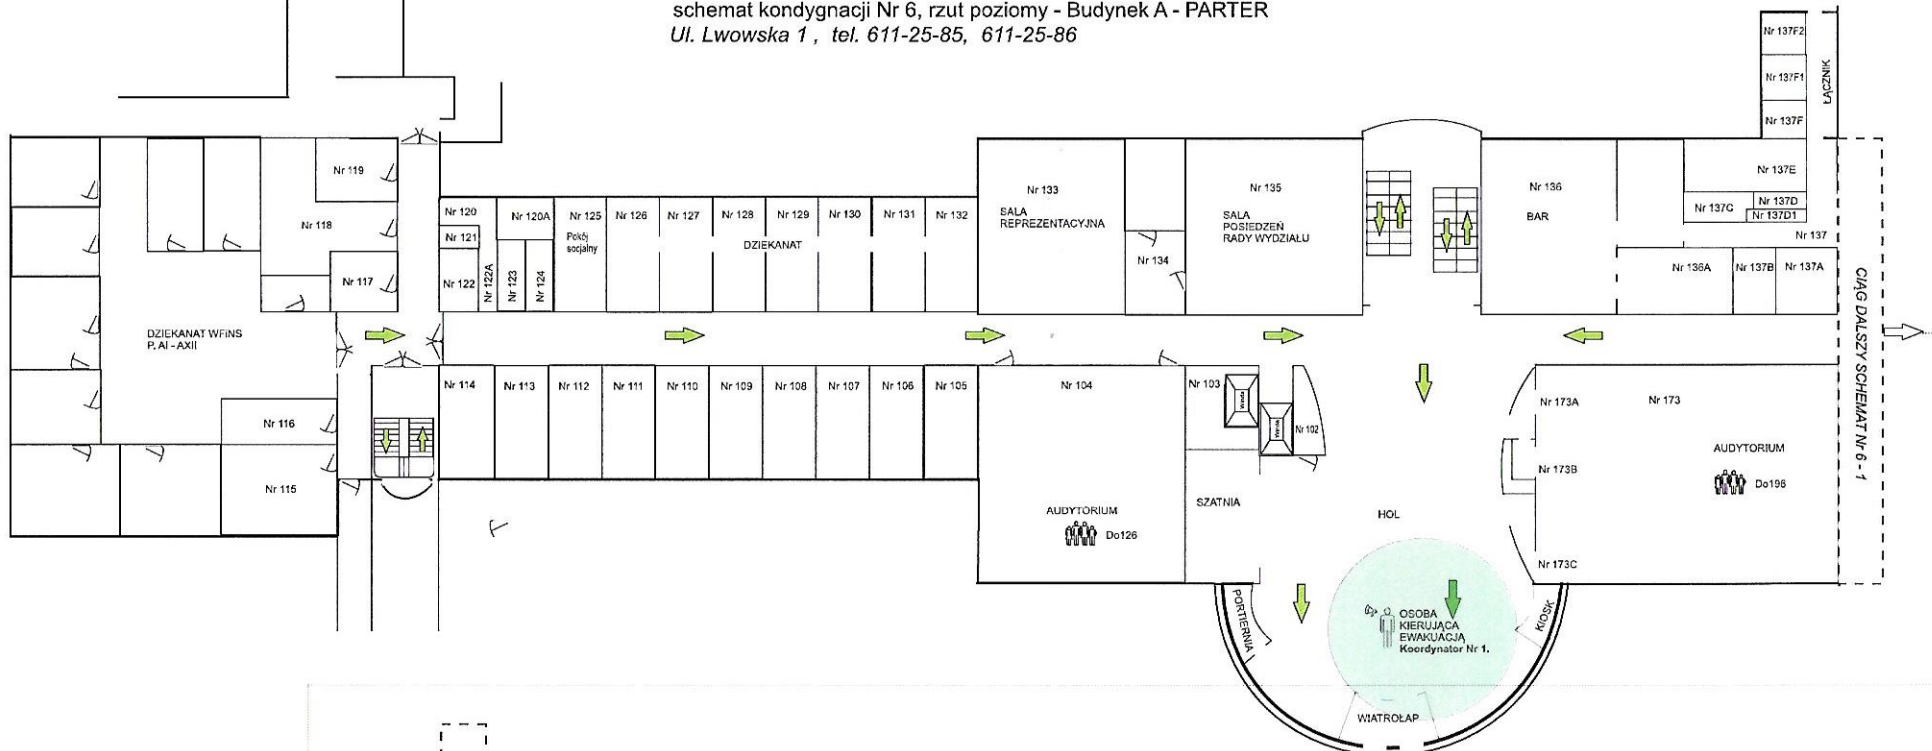 schemat kondygnacji Nr 6, rzut poziomy - Budynek A - PARTER
Ul. Lwowska 1 , tel. 611-25-85, 611-25-86
Nr 137F2
Nr 137F1
Nr 137F
ŁĄCZNIK
Nr 119
Nr 118
Nr 117
DZIEKANAT WFiNS
P. AI - AXII
Nr 116
Nr 115
Nr 120
Nr 120A
Nr 121
Nr 122
Nr 122A
Nr 123
Nr 124
Nr 125
Pokój
socjalny
Nr 126
Nr 127
Nr 128
Nr 129
Nr 130
Nr 131
Nr 132
DZIEKANAT
Nr 133
SALA
REPREZENTACYJNA
Nr 134
Nr 135
SALA
POSIEDZEŃ
RADY WYDZIAŁU
Nr 136
BAR
Nr 137E
Nr 137C
Nr 137D
Nr 137D1
Nr 137
Nr 136A
Nr 137B
Nr 137A
CIĄG DALSZY SCHEMAT Nr 6 - 1
Nr 114
Nr 113
Nr 112
Nr 111
Nr 110
Nr 109
Nr 108
Nr 107
Nr 106
Nr 105
Nr 104
AUDYTORIUM
Do126
Nr 103
Winda
Winda
Nr 102
SZATNIA
HOL
Nr 173A
Nr 173
Nr 173B
AUDYTORIUM
Do196
Nr 173C
PORTIERNIA
OSOBA
KIERUJĄCA
EWAKUACJĄ
Koordynator Nr 1.
KIOSK
WIATROŁAP